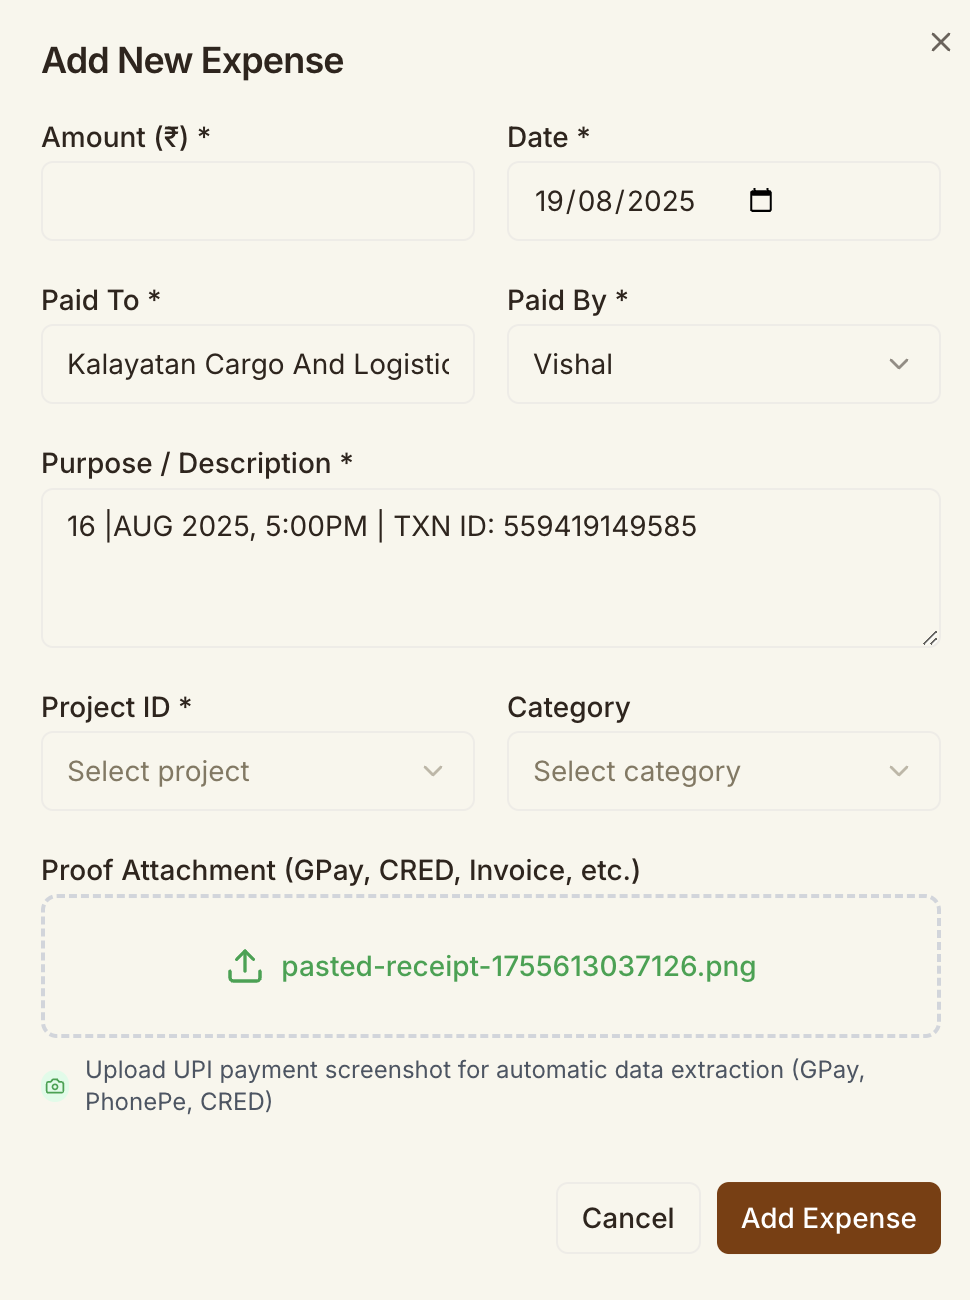 Add New Expense
Amount (₹) *
Date *
19/08/2025
Paid To *
Paid By *
Kalayatan Cargo And Logistic
Vishal
Purpose / Description *
16 |AUG 2025, 5:00PM | TXN ID: 559419149585
Project ID *
Category
Select project
Select category
Proof Attachment (GPay, CRED, Invoice, etc.)
pasted-receipt-1755613037126.png
Upload UPI payment screenshot for automatic data extraction (GPay,
PhonePe, CRED)
Cancel
Add Expense